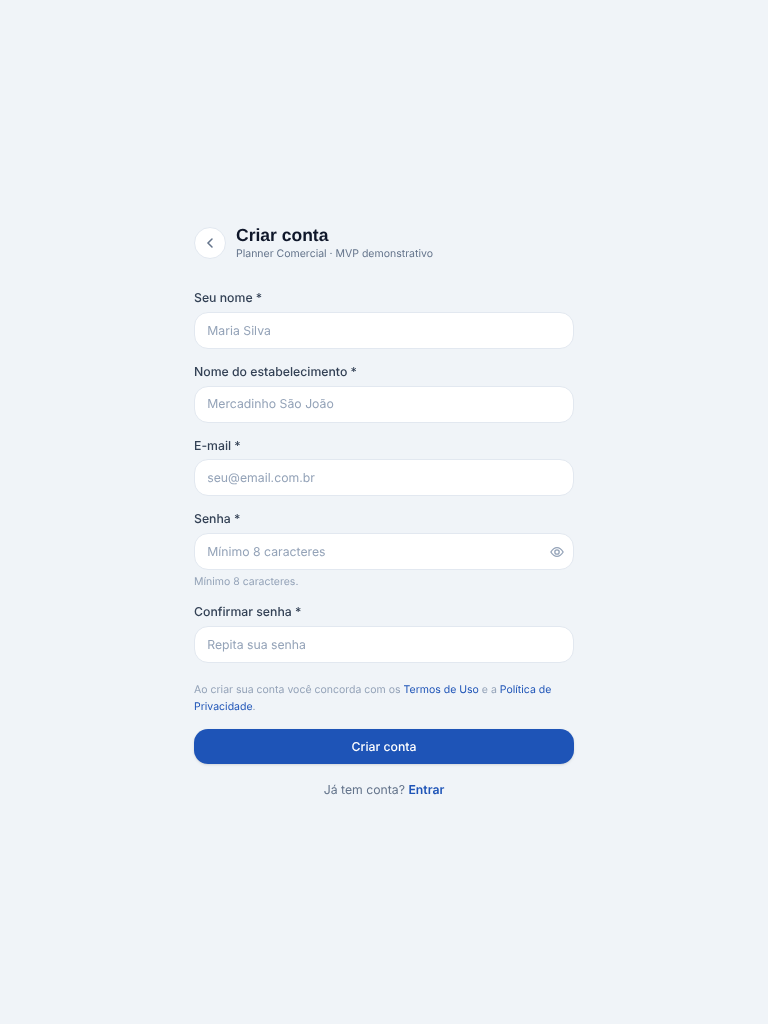 Criar conta
Planner Comercial · MVP demonstrativo
Seu nome *
Maria Silva
Nome do estabelecimento *
Mercadinho São João
E-mail *
seu@email.com.br
Senha *
Mínimo 8 caracteres
Mínimo 8 caracteres.
Confirmar senha *
Repita sua senha
Ao criar sua conta você concorda com os Termos de Uso e a Política de
Privacidade.
Criar conta
Já tem conta? Entrar